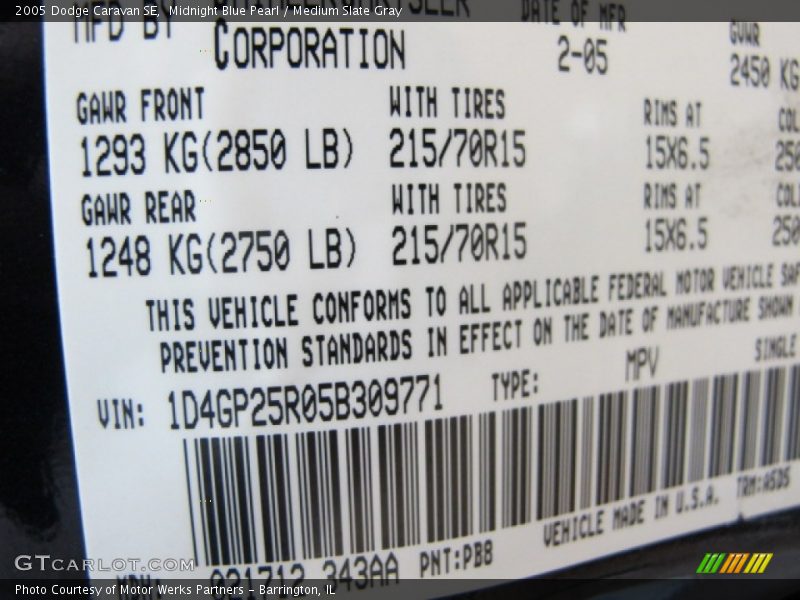 2005 Dodge Caravan SE, Midnight Blue Pearl / Medium Slate Gray
MFD BY DATE OF MFR GVWR
CORPORATION 2-05 2450 KG
GAWR FRONT WITH TIRES RIMS AT
1293 KG(2850 LB) 215/70R15 15X6.5
GAWR REAR WITH TIRES RIMS AT
1248 KG(2750 LB) 215/70R15 15X6.5
THIS VEHICLE CONFORMS TO ALL APPLICABLE FEDERAL MOTOR VEHICLE SAF
PREVENTION STANDARDS IN EFFECT ON THE DATE OF MANUFACTURE SHOWN
VIN: 1D4GP25R05B309771 TYPE: MPV SINGLE
VEHICLE MADE IN U.S.A. TRM:A5D5
021712 343AA PNT:PB8
GTCARLOT.COM
Photo Courtesy of Motor Werks Partners - Barrington, IL